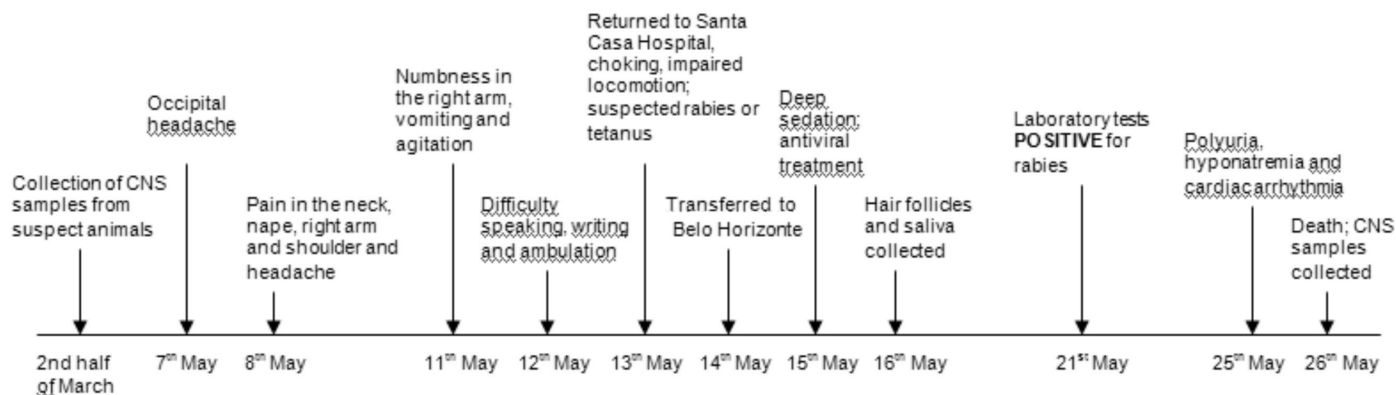 Collection of CNS
samples from
suspect animals
Occipital
headache
Pain in the neck,
nape, right arm
and shoulder and
headache
Numbness in
the right arm,
vomiting and
agitation
Difficulty
speaking, writing
and ambulation
Returned to Santa
Casa Hospital,
choking, impaired
locomotion;
suspected rabies or
tetanus
Transferred to
Belo Horizonte
Deep
sedation;
antiviral
treatment
Hair follicles
and saliva
collected
Laboratory tests
POSITIVE for
rabies
Polyuria,
hyponatremia and
cardiac arrhythmia
Death; CNS
samples
collected
2nd half
of March
7th May
8th May
11th May
12th May
13th May
14th May
15th May
16th May
21st May
25th May
26th May